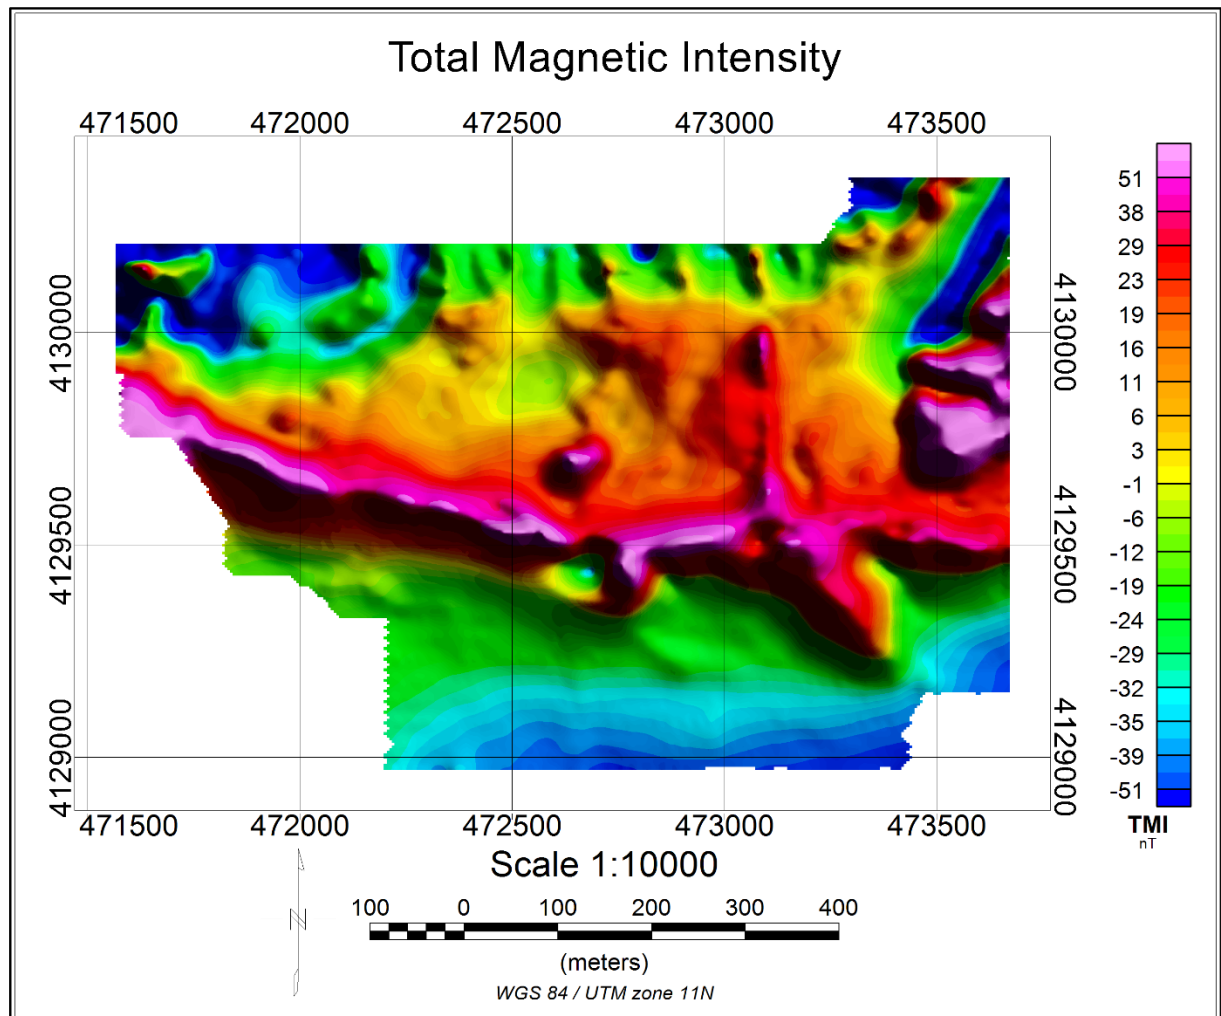 Total Magnetic Intensity
471500 472000 472500 473000 473500
4130000
4129500
4129000
4130000
4129500
4129000
51
38
29
23
19
16
11
6
3
-1
-6
-12
-19
-24
-29
-32
-35
-39
-51
TMI
nT
471500 472000 472500 473000 473500
Scale 1:10000
N
100 0 100 200 300 400
(meters)
WGS 84 / UTM zone 11N